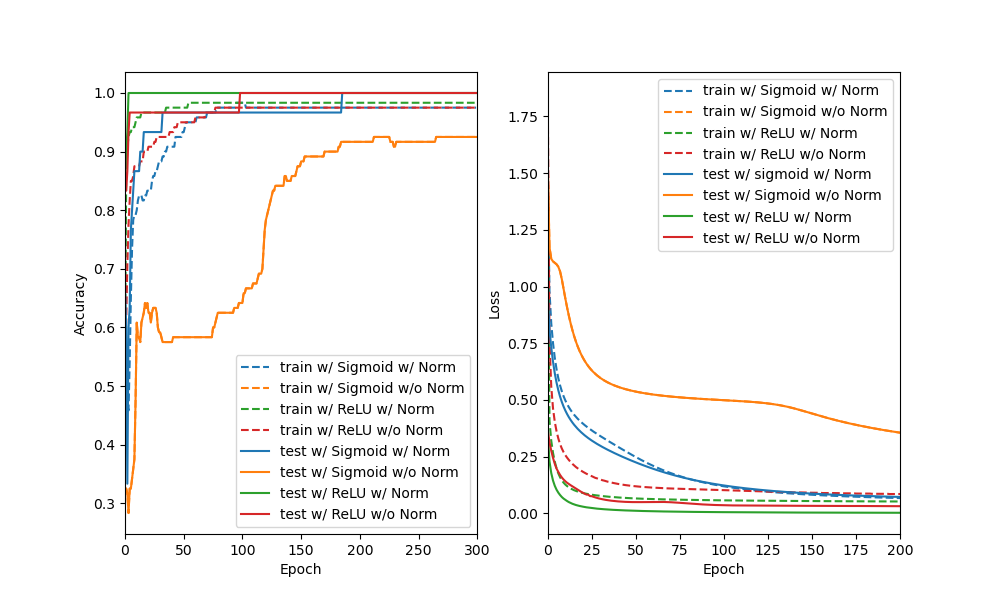 1.0
0.9
0.8
0.7
0.6
0.5
0.4
0.3
Accuracy
0 50 100 150 200 250 300
Epoch
train w/ Sigmoid w/ Norm
train w/ Sigmoid w/o Norm
train w/ ReLU w/ Norm
train w/ ReLU w/o Norm
test w/ Sigmoid w/ Norm
test w/ Sigmoid w/o Norm
test w/ ReLU w/ Norm
test w/ ReLU w/o Norm
1.75
1.50
1.25
1.00
0.75
0.50
0.25
0.00
Loss
0 25 50 75 100 125 150 175 200
Epoch
train w/ Sigmoid w/ Norm
train w/ Sigmoid w/o Norm
train w/ ReLU w/ Norm
train w/ ReLU w/o Norm
test w/ sigmoid w/ Norm
test w/ Sigmoid w/o Norm
test w/ ReLU w/ Norm
test w/ ReLU w/o Norm